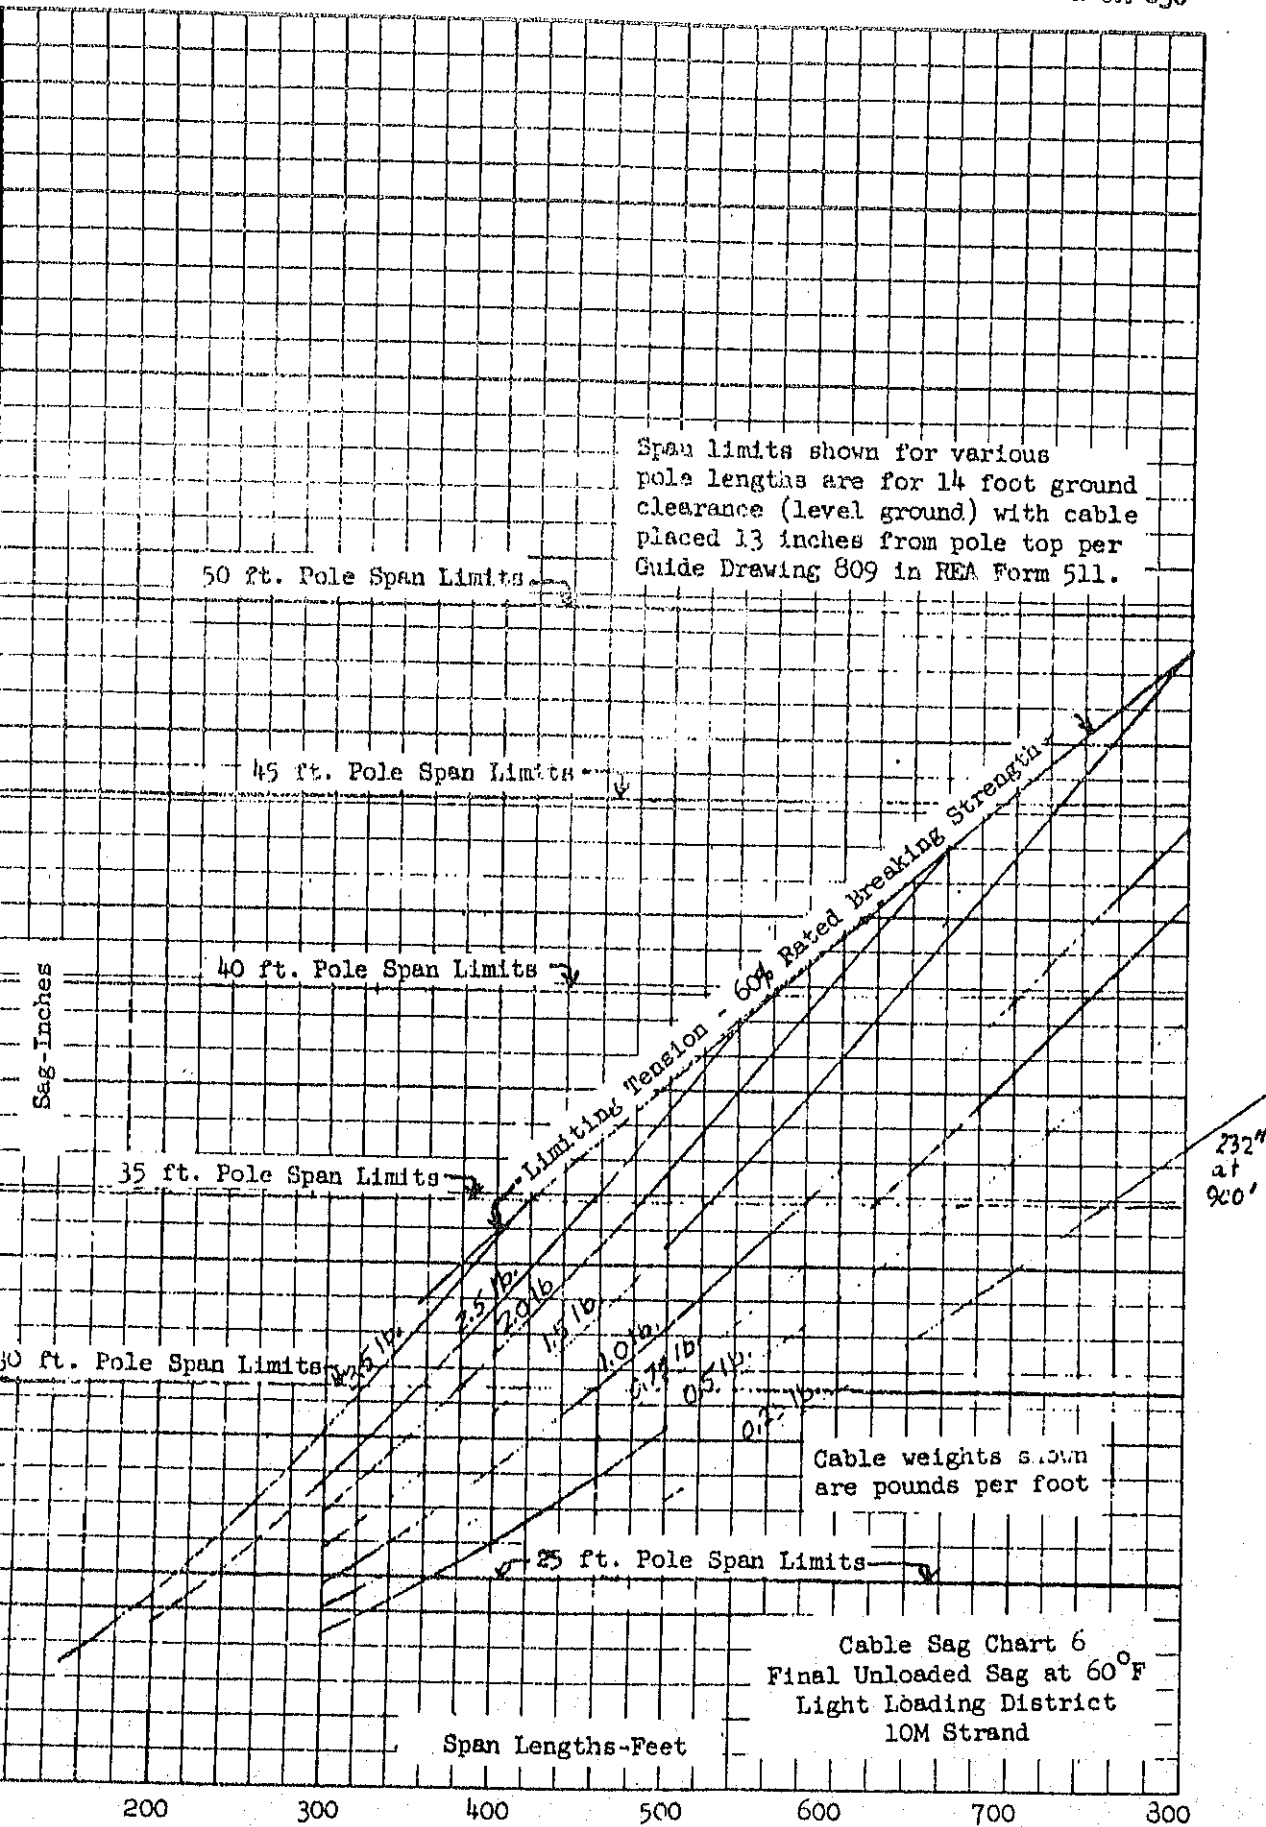 Span limits shown for various
pole lengths are for 14 foot ground
clearance (level ground) with cable
placed 13 inches from pole top per
Guide Drawing 809 in REA Form 511.
50 ft. Pole Span Limits
45 ft. Pole Span Limits
Limiting Tension - 60% Rated Breaking Strength
40 ft. Pole Span Limits
Sag-Inches
35 ft. Pole Span Limits
232"
at
900'
2.5 lb.
2.0 lb
1.5 lb
1.0 lb.
0.5 lb.
ft. Pole Span Limits
Cable weights shown
are pounds per foot
25 ft. Pole Span Limits
Cable Sag Chart 6
Final Unloaded Sag at 60°F
Light Loading District
10M Strand
Span Lengths-Feet
200 300 400 500 600 700 800